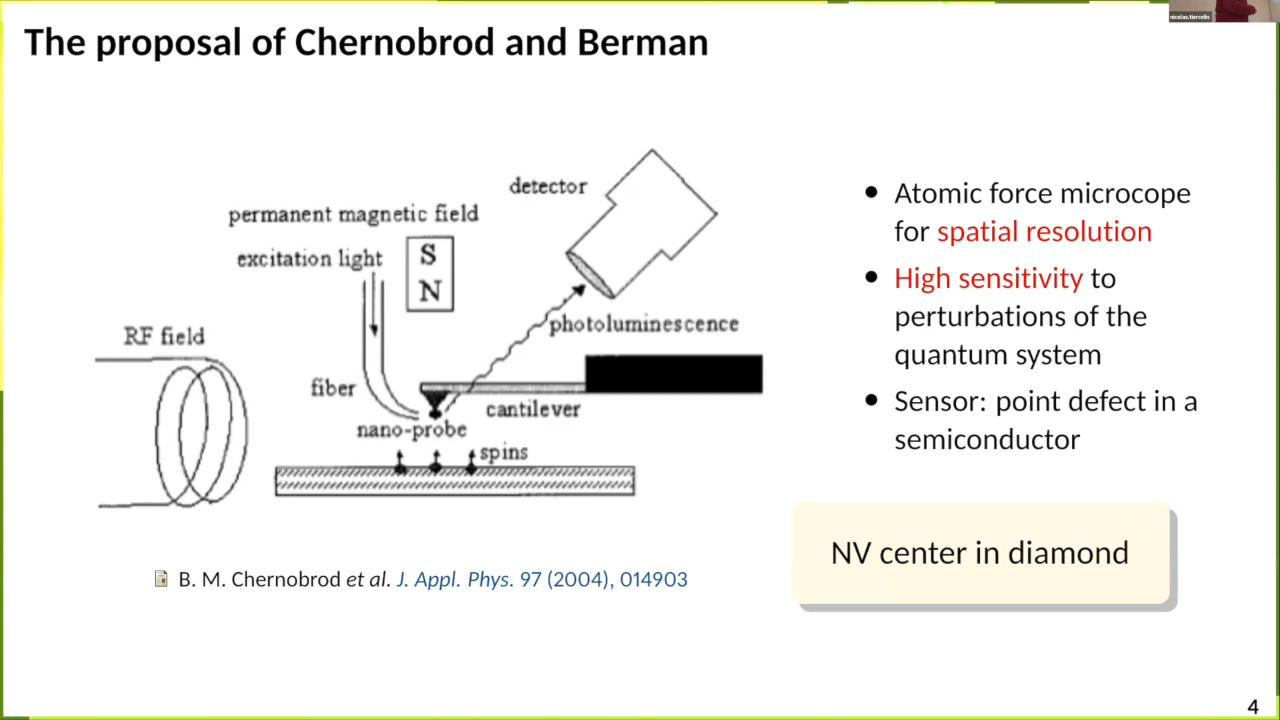 nicolas.tiercelin
The proposal of Chernobrod and Berman
detector
permanent magnetic field
excitation light
S
N
RF field
photoluminescence
fiber
cantilever
nano-probe
spins
B. M. Chernobrod et al. J. Appl. Phys. 97 (2004), 014903
• Atomic force microcope
for spatial resolution
• High sensitivity to
perturbations of the
quantum system
• Sensor: point defect in a
semiconductor
NV center in diamond
4